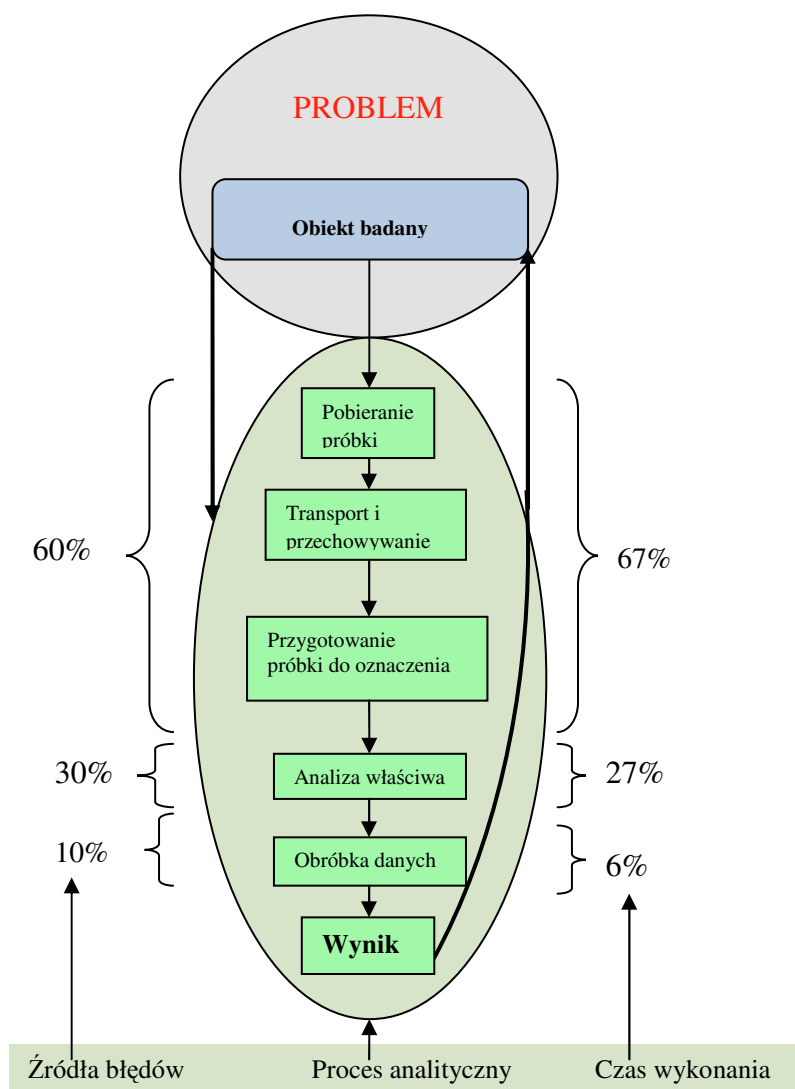 PROBLEM
Obiekt badany
Pobieranie
próbki
Transport i
przechowywanie
60%
67%
Przygotowanie
próbki do oznaczenia
30%
Analiza właściwa
27%
10%
Obróbka danych
6%
Wynik
Źródła błędów
Proces analityczny
Czas wykonania